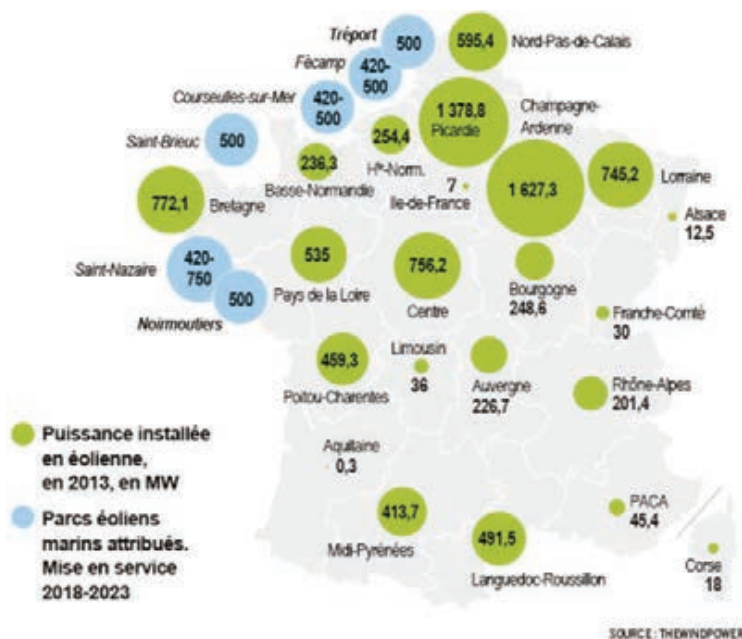 Tréport
500
595,4
Nord-Pas-de-Calais
Fécamp
420-
500
Courseulles-sur-Mer
420-
500
1 378,8
Picardie
Champagne-
Ardenne
Saint-Brieuc
500
254,4
Hte-Norm.
236,3
Basse-Normandie
7
Ile-de-France
1 627,3
745,2
Lorraine
772,1
Bretagne
Alsace
12,5
Saint-Nazaire
420-
750
500
Noirmoutiers
535
Pays de la Loire
756,2
Centre
Bourgogne
248,6
Franche-Comté
30
459,3
Poitou-Charentes
Limousin
36
Auvergne
226,7
Rhône-Alpes
201,4
Puissance installée
en éolienne,
en 2013, en MW
Aquitaine
0,3
Parcs éoliens
marins attribués.
Mise en service
2018-2023
413,7
Midi-Pyrénées
491,5
Languedoc-Roussillon
PACA
45,4
Corse
18
SOURCE : THEWINDPOWER